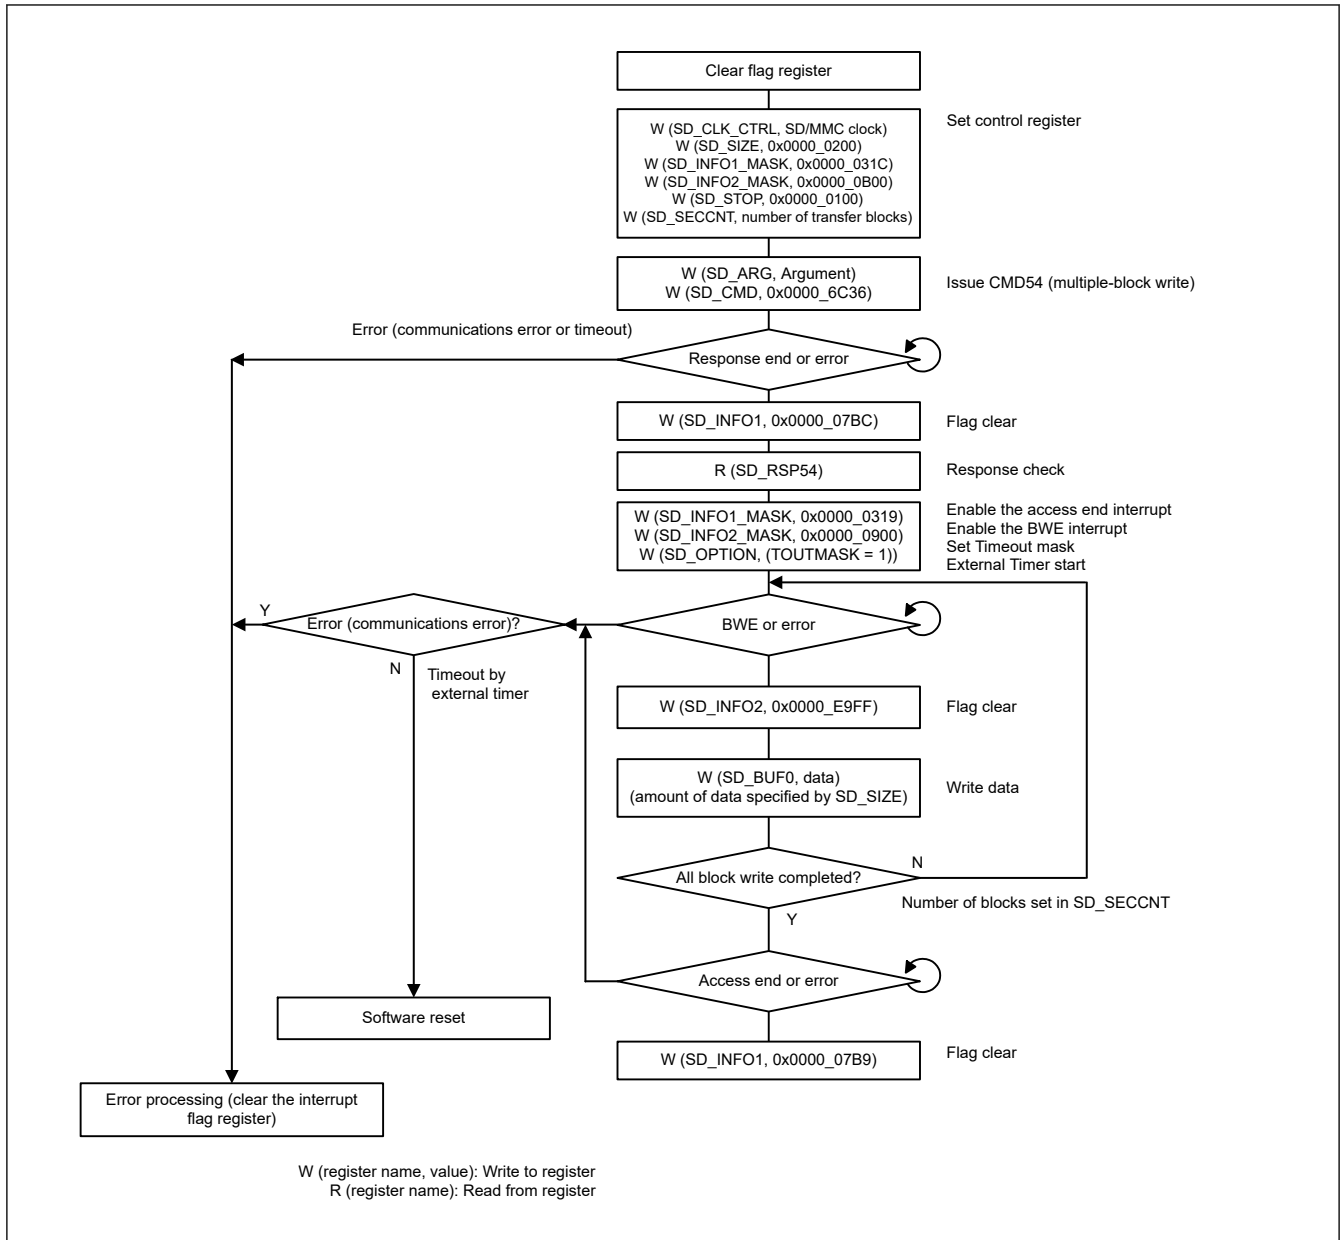 Clear flag register
W (SD_CLK_CTRL, SD/MMC clock)
W (SD_SIZE, 0x0000_0200)
W (SD_INFO1_MASK, 0x0000_031C)
W (SD_INFO2_MASK, 0x0000_0B00)
W (SD_STOP, 0x0000_0100)
W (SD_SECCNT, number of transfer blocks)
Set control register
W (SD_ARG, Argument)
W (SD_CMD, 0x0000_6C36)
Issue CMD54 (multiple-block write)
Error (communications error or timeout)
Response end or error
W (SD_INFO1, 0x0000_07BC)
Flag clear
R (SD_RSP54)
Response check
W (SD_INFO1_MASK, 0x0000_0319)
W (SD_INFO2_MASK, 0x0000_0900)
W (SD_OPTION, (TOUTMASK = 1))
Enable the access end interrupt
Enable the BWE interrupt
Set Timeout mask
External Timer start
Y
Error (communications error)?
BWE or error
N
Timeout by
external timer
W (SD_INFO2, 0x0000_E9FF)
Flag clear
W (SD_BUF0, data)
(amount of data specified by SD_SIZE)
Write data
All block write completed?
N
Number of blocks set in SD_SECCNT
Y
Access end or error
Software reset
W (SD_INFO1, 0x0000_07B9)
Flag clear
Error processing (clear the interrupt
flag register)
W (register name, value): Write to register
R (register name): Read from register